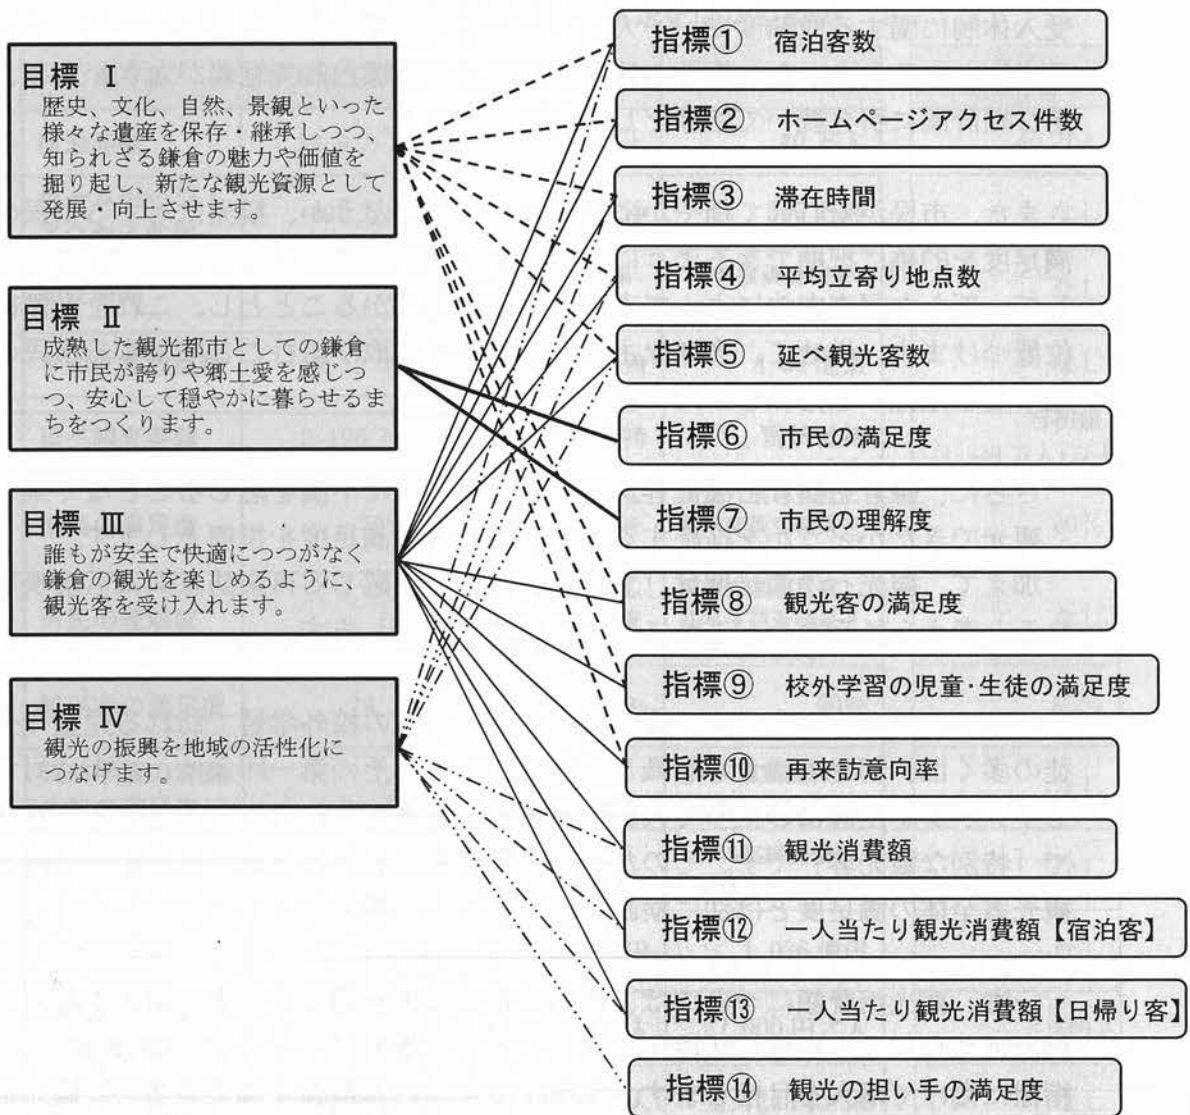 目標 Ⅰ
歴史、文化、自然、景観といった
様々な遺産を保存・継承しつつ、
知られざる鎌倉の魅力や価値を
掘り起し、新たな観光資源として
発展・向上させます。
目標 Ⅱ
成熟した観光都市としての鎌倉
に市民が誇りや郷土愛を感じつ
つ、安心して穏やかに暮らせるま
ちをつくります。
目標 Ⅲ
誰もが安全で快適につつがなく
鎌倉の観光を楽しめるように、
観光客を受け入れます。
目標 Ⅳ
観光の振興を地域の活性化に
つなげます。
指標① 宿泊客数
指標② ホームページアクセス件数
指標③ 滞在時間
指標④ 平均立寄り地点数
指標⑤ 延べ観光客数
指標⑥ 市民の満足度
指標⑦ 市民の理解度
指標⑧ 観光客の満足度
指標⑨ 校外学習の児童・生徒の満足度
指標⑩ 再来訪意向率
指標⑪ 観光消費額
指標⑫ 一人当たり観光消費額【宿泊客】
指標⑬ 一人当たり観光消費額【日帰り客】
指標⑭ 観光の担い手の満足度